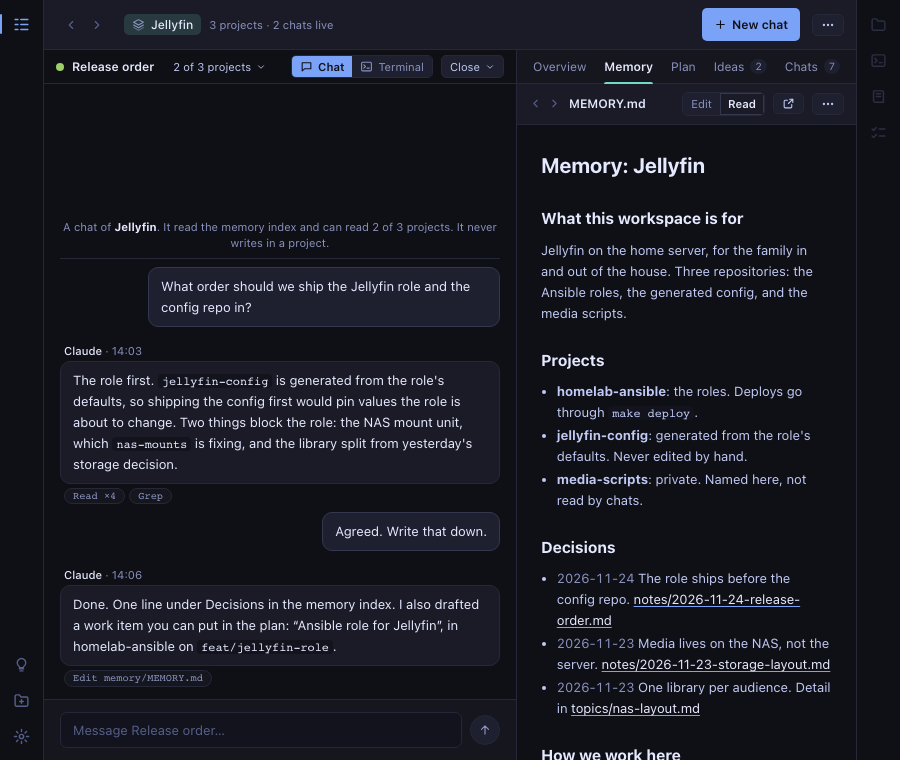 Jellyfin
3 projects · 2 chats live
+ New chat
Release order
2 of 3 projects
Chat
Terminal
Close
A chat of Jellyfin. It read the memory index and can read 2 of 3 projects. It never
writes in a project.
What order should we ship the Jellyfin role and the
config repo in?
Claude · 14:03
The role first. jellyfin-config is generated from the role's
defaults, so shipping the config first would pin values the role is
about to change. Two things block the role: the NAS mount unit,
which nas-mounts is fixing, and the library split from yesterday's
storage decision.
Read ×4
Grep
Agreed. Write that down.
Claude · 14:06
Done. One line under Decisions in the memory index. I also drafted
a work item you can put in the plan: “Ansible role for Jellyfin”, in
homelab-ansible on feat/jellyfin-role.
Edit memory/MEMORY.md
Message Release order…
Overview
Memory
Plan
Ideas 2
Chats 7
MEMORY.md
Edit
Read
Memory: Jellyfin
What this workspace is for
Jellyfin on the home server, for the family in
and out of the house. Three repositories: the
Ansible roles, the generated config, and the
media scripts.
Projects
• homelab-ansible: the roles. Deploys go
through make deploy.
• jellyfin-config: generated from the role's
defaults. Never edited by hand.
• media-scripts: private. Named here, not
read by chats.
Decisions
• 2026-11-24 The role ships before the
config repo. notes/2026-11-24-release-
order.md
• 2026-11-23 Media lives on the NAS, not the
server. notes/2026-11-23-storage-layout.md
• 2026-11-23 One library per audience. Detail
in topics/nas-layout.md
How we work here